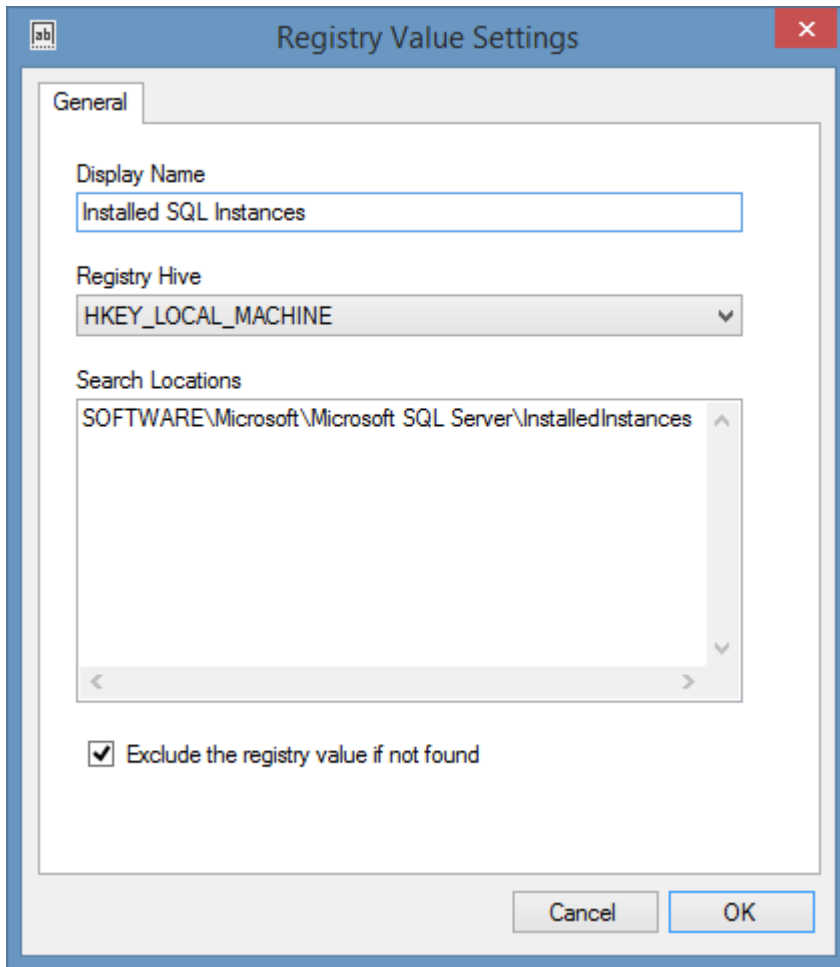 ab
Registry Value Settings
General
Display Name
Installed SQL Instances
Registry Hive
HKEY_LOCAL_MACHINE
Search Locations
SOFTWARE\Microsoft\Microsoft SQL Server\InstalledInstances
Exclude the registry value if not found
Cancel
OK